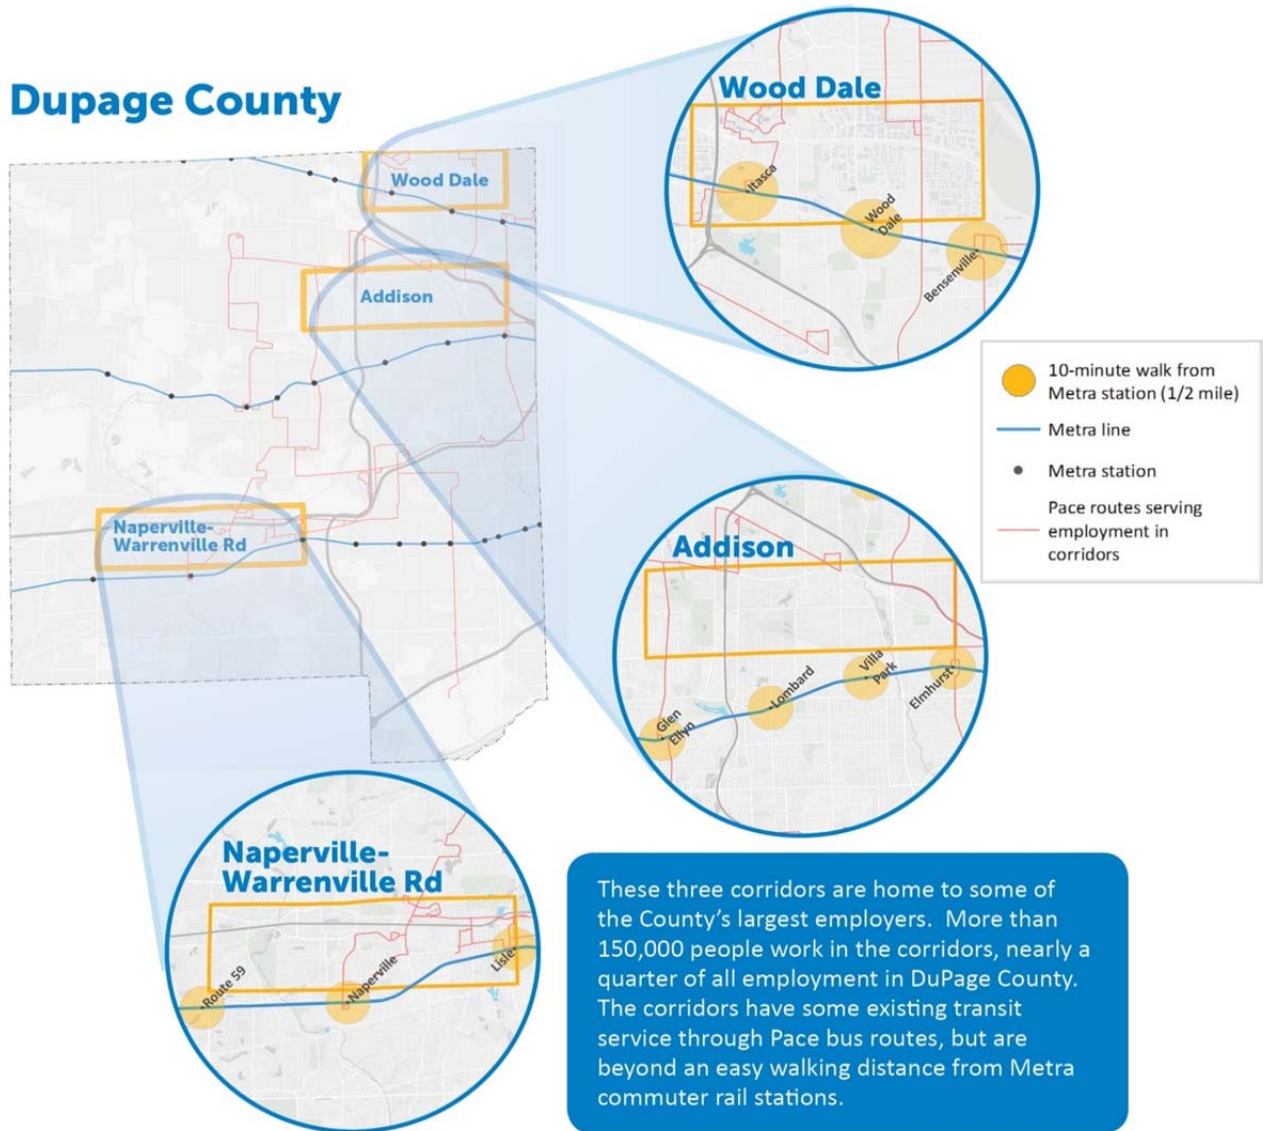 Dupage County
Wood Dale
Addison
Naperville-
Warrenville Rd
Wood Dale
Itasca
Wood
Dale
Bensenville
10-minute walk from
Metra station (1/2 mile)
Metra line
Metra station
Pace routes serving
employment in
corridors
Addison
Glen
Ellyn
Lombard
Villa
Park
Elmhurst
Naperville-
Warrenville Rd
Route 59
Naperville
Lisle
These three corridors are home to some of
the County’s largest employers.  More than
150,000 people work in the corridors, nearly a
quarter of all employment in DuPage County.
The corridors have some existing transit
service through Pace bus routes, but are
beyond an easy walking distance from Metra
commuter rail stations.